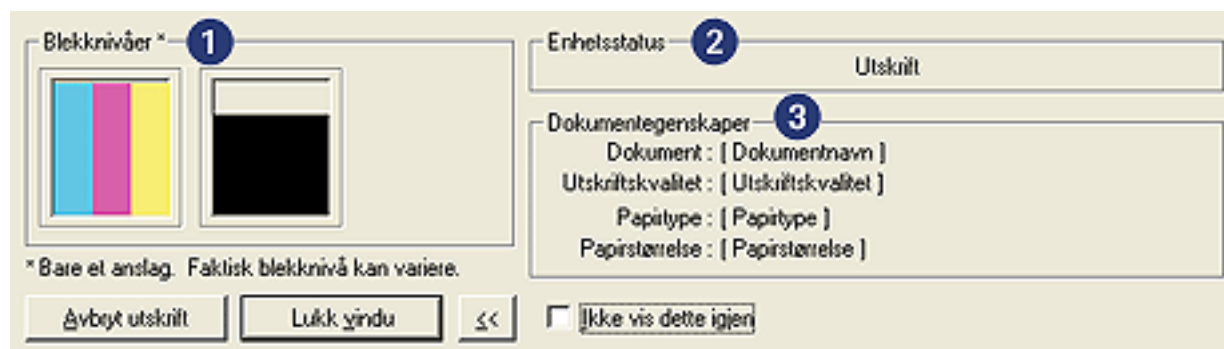 Blekknivåer * 1
* Bare et anslag. Faktisk blekknivå kan variere.
Avbryt utskrift
Lukk vindu
<<
Enhetsstatus 2
Utskrift
Dokumentegenskaper 3
Dokument : [ Dokumentnavn ]
Utskriftskvalitet : [ Utskriftskvalitet ]
Papirtype : [ Papirtype ]
Papirstørrelse : [ Papirstørrelse ]
Ikke vis dette igjen